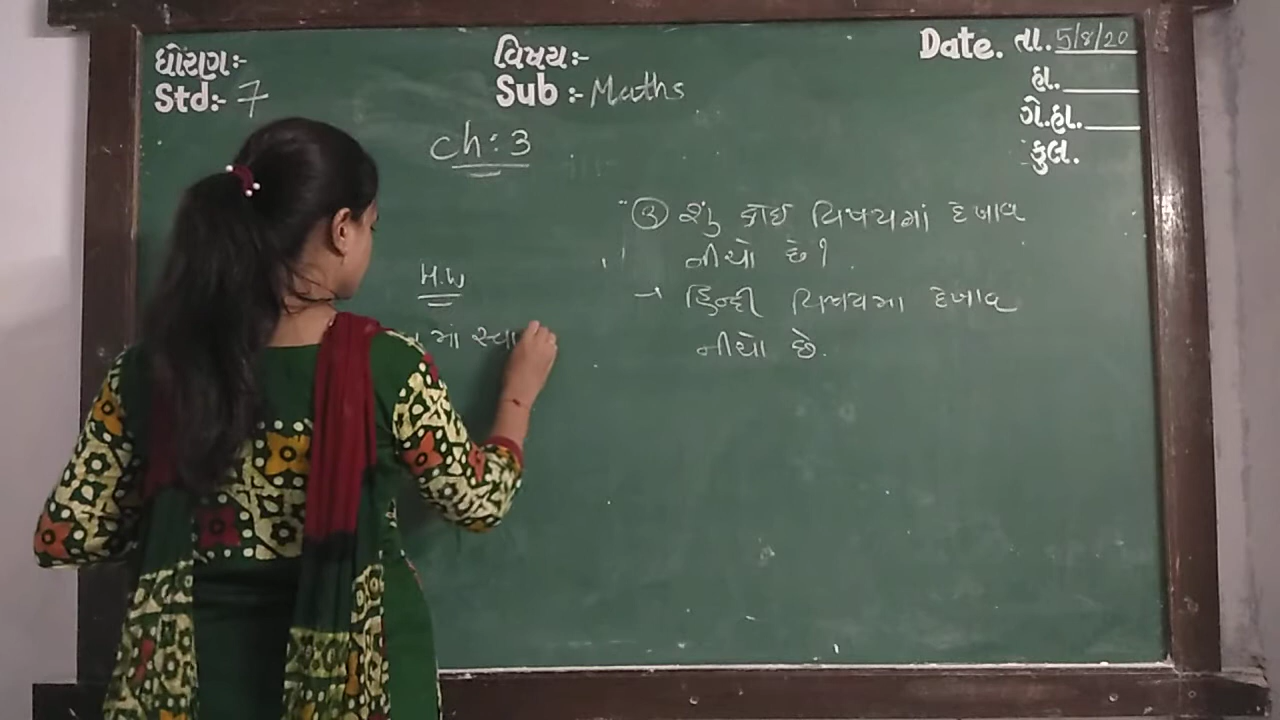 ધોરણ:-
Std:- 7
વિષય:-
Sub :- Maths
Date. તા. 5/8/20
હા.
ગે.હા.
કુલ.
ch: 3
③ શું કોઈ વિષયમાં દેખાવ
નીચો છે?
→ હિન્દી વિષયમા દેખાવ
નીચો છે.
H.W
માં સ્વા